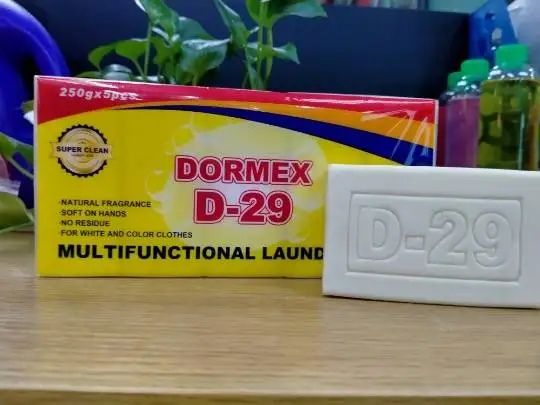 250gx5pcs
SUPER CLEAN
DORMEX
D-29
·NATURAL FRAGRANCE
·SOFT ON HANDS
·NO RESIDUE
·FOR WHITE AND COLOR CLOTHES
MULTIFUNCTIONAL LAUND
D-29